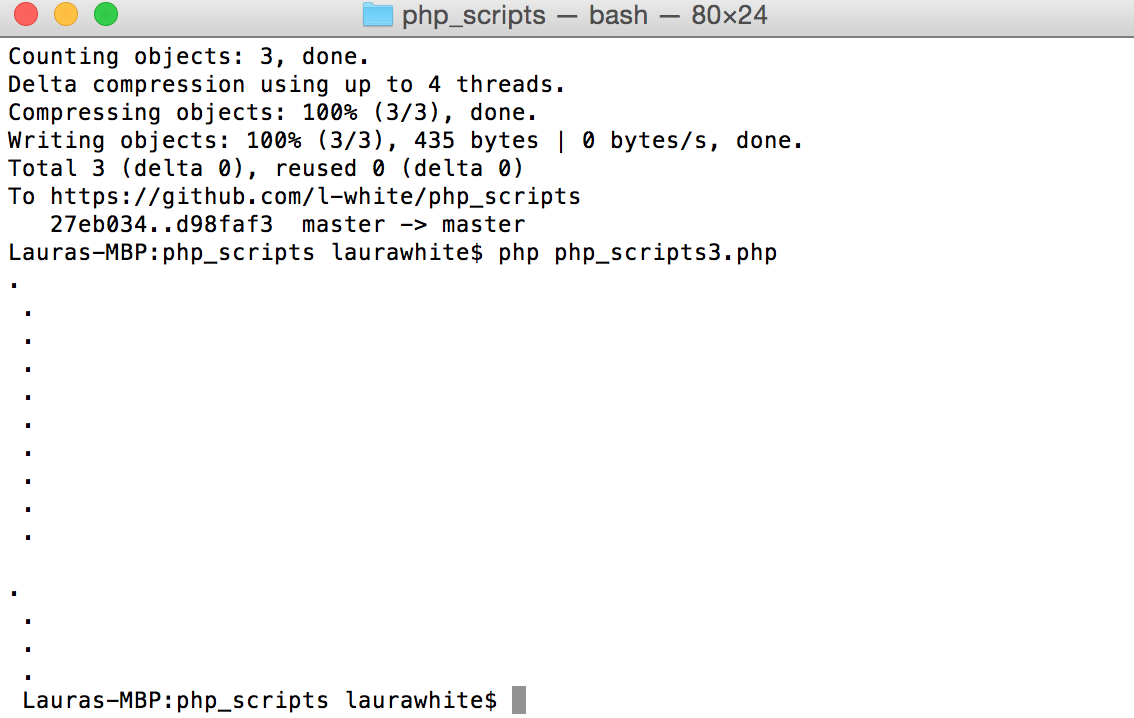 php_scripts — bash — 80×24
Counting objects: 3, done.
Delta compression using up to 4 threads.
Compressing objects: 100% (3/3), done.
Writing objects: 100% (3/3), 435 bytes | 0 bytes/s, done.
Total 3 (delta 0), reused 0 (delta 0)
To https://github.com/l-white/php_scripts
   27eb034..d98faf3  master -> master
Lauras-MBP:php_scripts laurawhite$ php php_scripts3.php
.
 .
 .
 .
 .
 .
 .
 .
 .
 .

.
 .
 .
 .
 Lauras-MBP:php_scripts laurawhite$